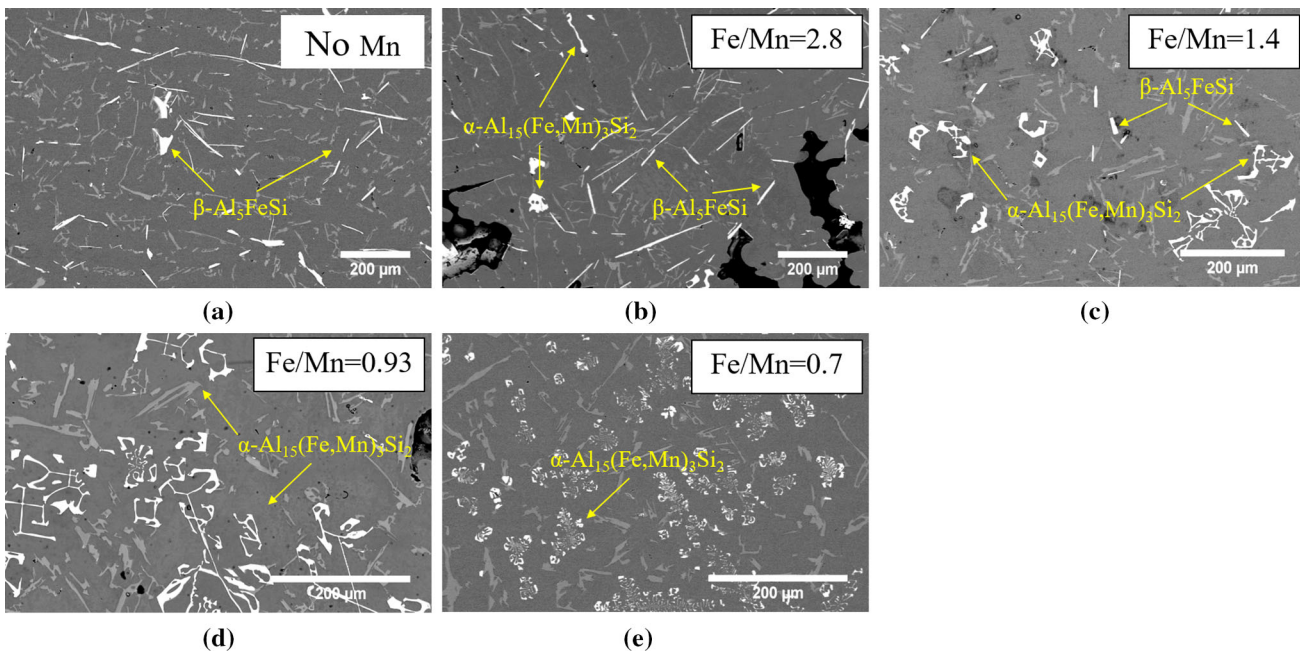 No Mn
β-Al₅FeSi
200 µm
(a)
Fe/Mn=2.8
α-Al₁₅(Fe,Mn)₃Si₂
β-Al₅FeSi
200 µm
(b)
Fe/Mn=1.4
β-Al₅FeSi
α-Al₁₅(Fe,Mn)₃Si₂
200 µm
(c)
Fe/Mn=0.93
α-Al₁₅(Fe,Mn)₃Si₂
200 µm
(d)
Fe/Mn=0.7
α-Al₁₅(Fe,Mn)₃Si₃
200 µm
(e)